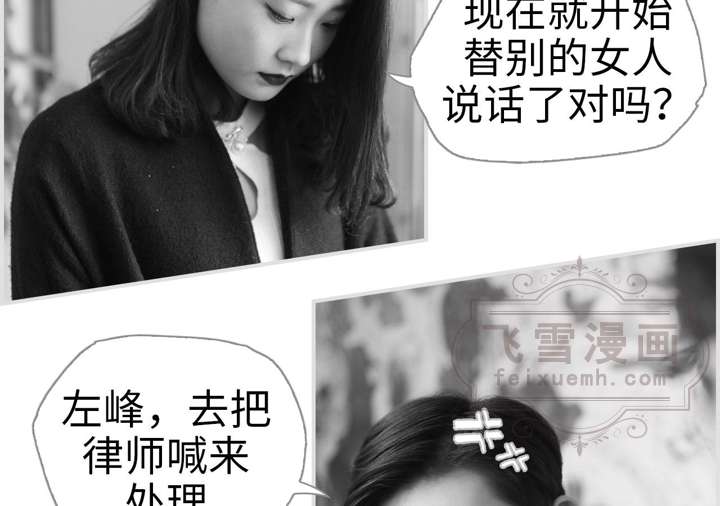 现在就开始
替别的女人
说话了对吗？
飞雪漫画
feixuemh.com
左峰，去把
律师喊来
处理